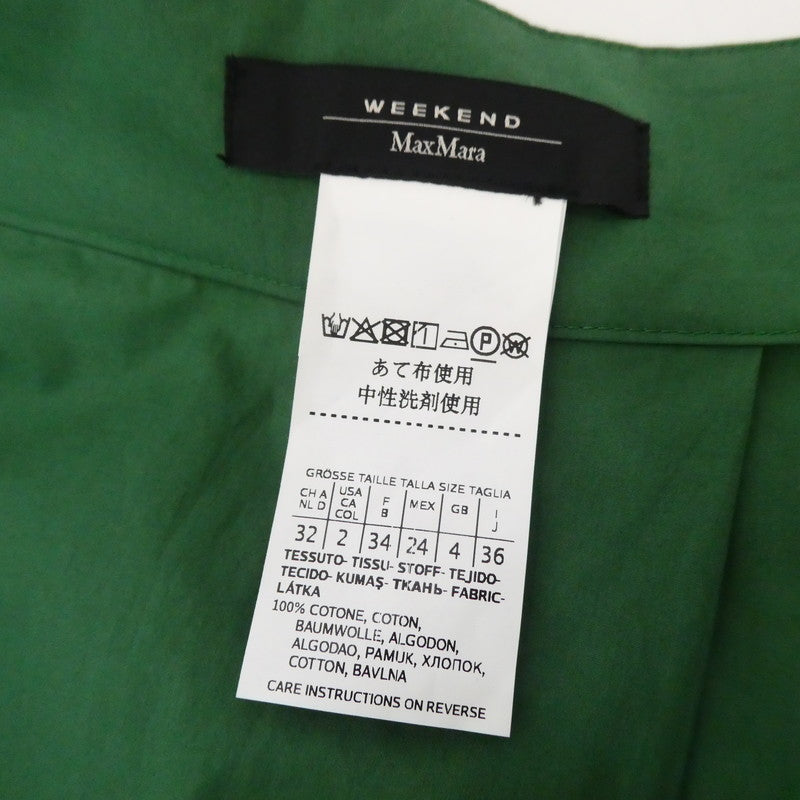 WEEKEND
MaxMara
P W
あて布使用
中性洗剤使用
GRÖSSE TAILLE TALLA SIZE TAGLIA
CH A NL D USA CA COL F B MEX GB I J
32 2 34 24 4 36
TESSUTO- TISSU- STOFF- TEJIDO-
TECIDO- KUMAŞ- ТКАНЬ- FABRIC-
LÁTKA
100% COTONE, COTON,
BAUMWOLLE, ALGODON,
ALGODAO, PAMUK, ХЛОПОК,
COTTON, BAVLNA
CARE INSTRUCTIONS ON REVERSE